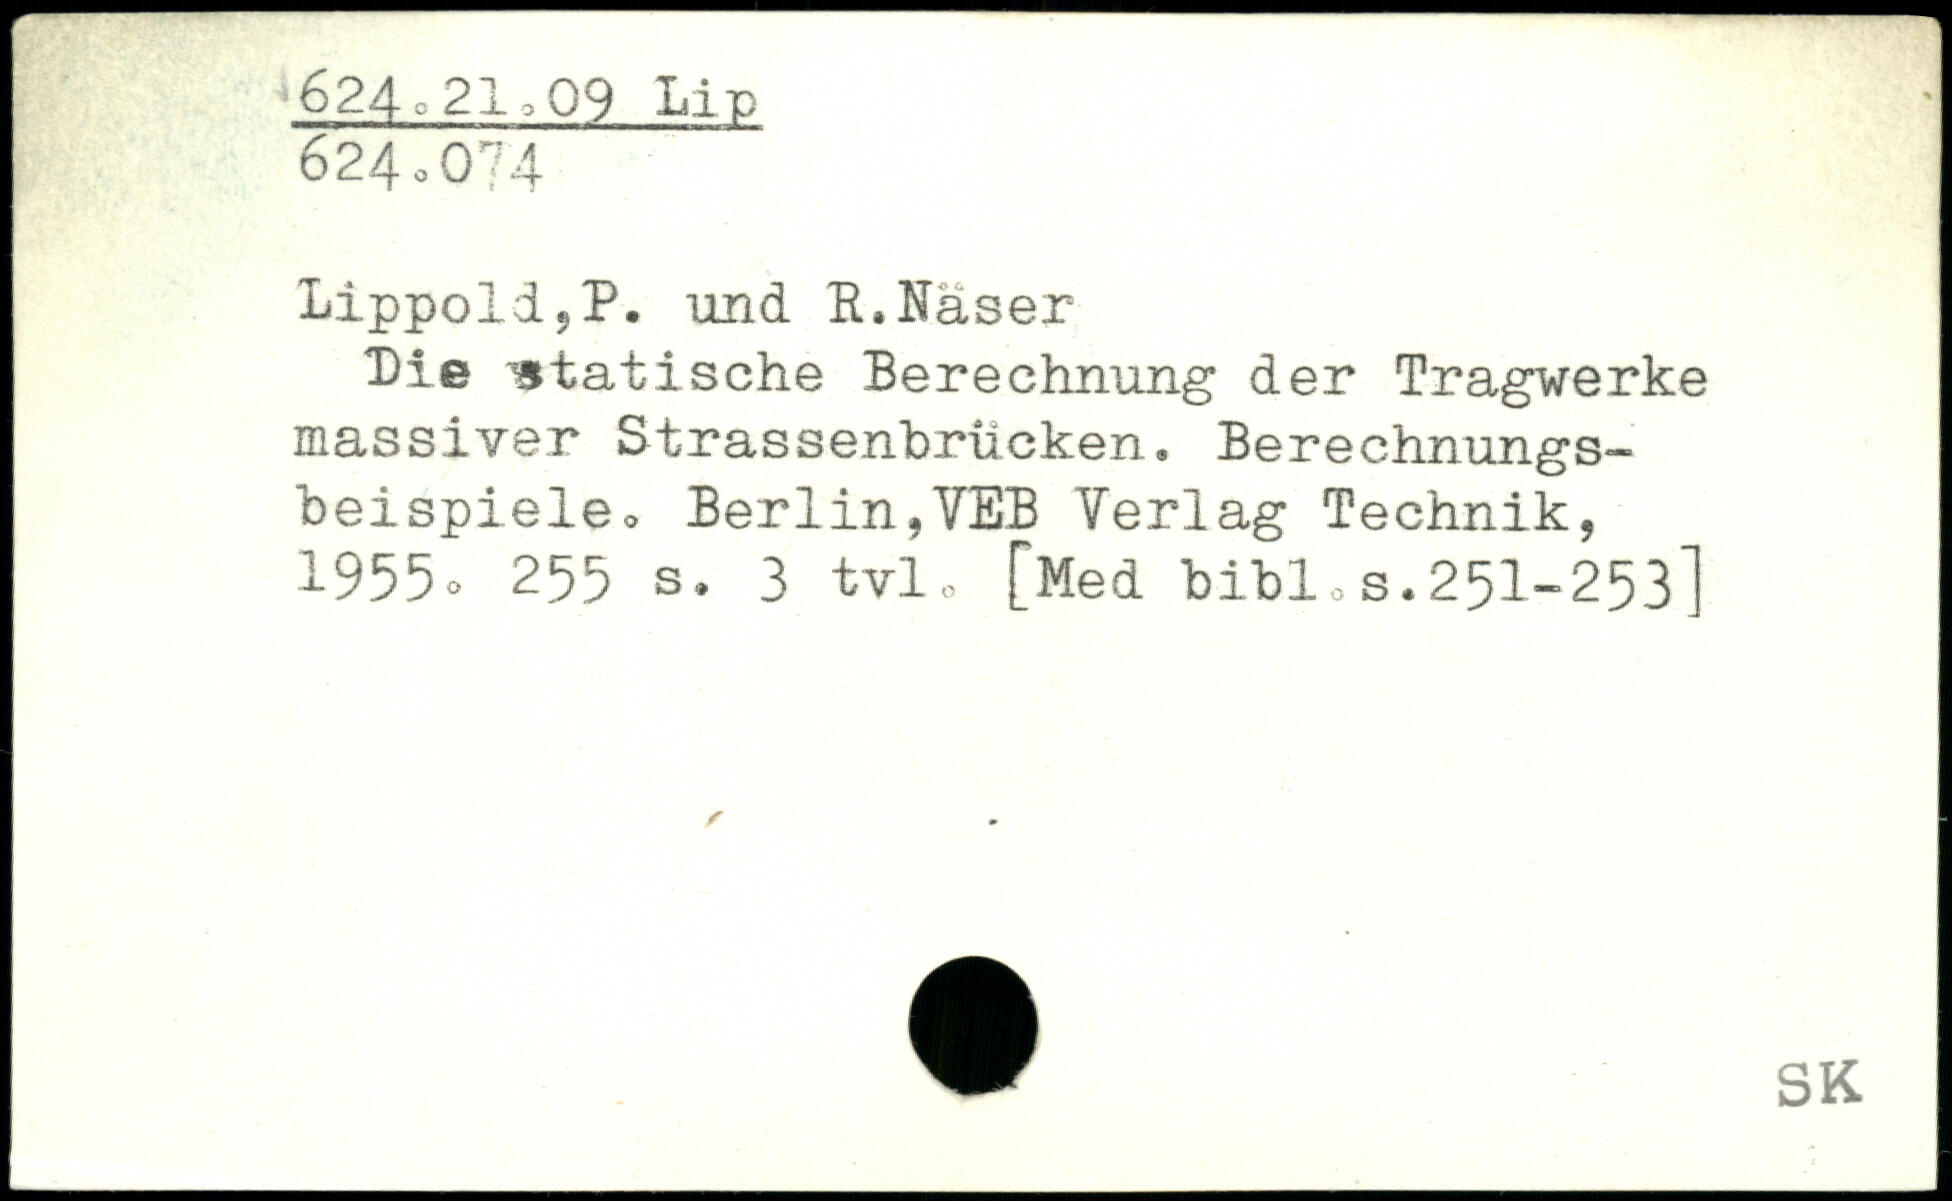 624.21.09 Lip
624.074
Lippold,P. und R.Näser
Die statische Berechnung der Tragwerke
massiver Strassenbrücken. Berechnungs-
beispiele. Berlin,VEB Verlag Technik,
1955. 255 s. 3 tvl. [Med bibl.s.251-253]
SK